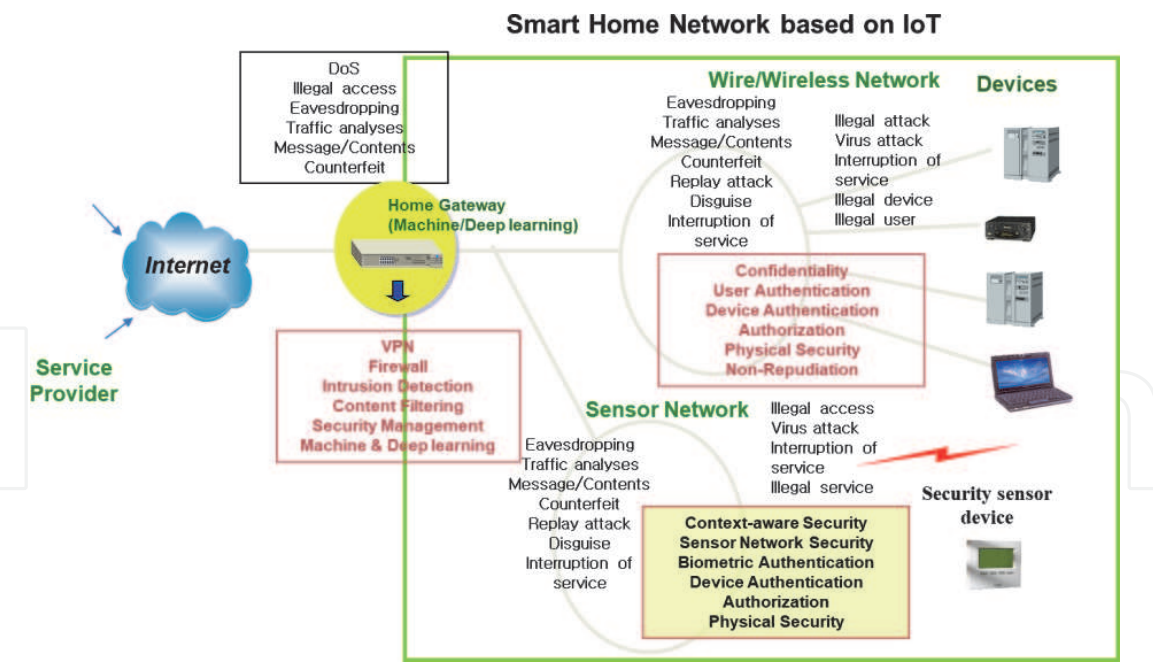 Smart Home Network based on IoT
DoS
Illegal access
Eavesdropping
Traffic analyses
Message/Contents
Counterfeit
Wire/Wireless Network
Devices
Eavesdropping
Traffic analyses
Message/Contents
Counterfeit
Replay attack
Disguise
Interruption of
service
Illegal attack
Virus attack
Interruption of
service
Illegal device
Illegal user
Home Gateway
(Machine/Deep learning)
Internet
Confidentiality
User Authentication
Device Authentication
Authorization
Physical Security
Non-Repudiation
VPN
Firewall
Intrusion Detection
Content Filtering
Security Management
Machine & Deep learning
Service
Provider
Sensor Network
Illegal access
Virus attack
Interruption of
service
Illegal service
Eavesdropping
Traffic analyses
Message/Contents
Counterfeit
Replay attack
Disguise
Interruption of
service
Security sensor
device
Context-aware Security
Sensor Network Security
Biometric Authentication
Device Authentication
Authorization
Physical Security